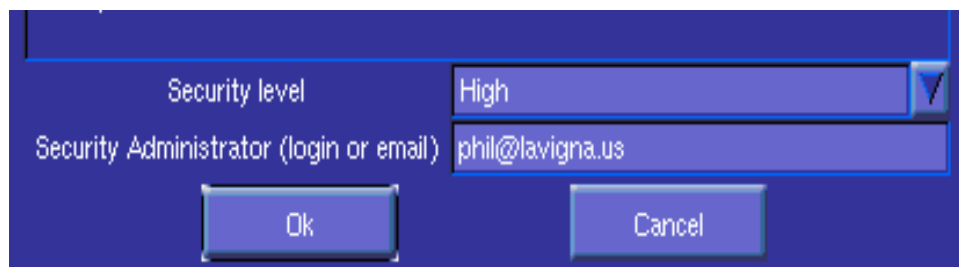 Security level High
Security Administrator (login or email) phil@lavigna.us
Ok Cancel